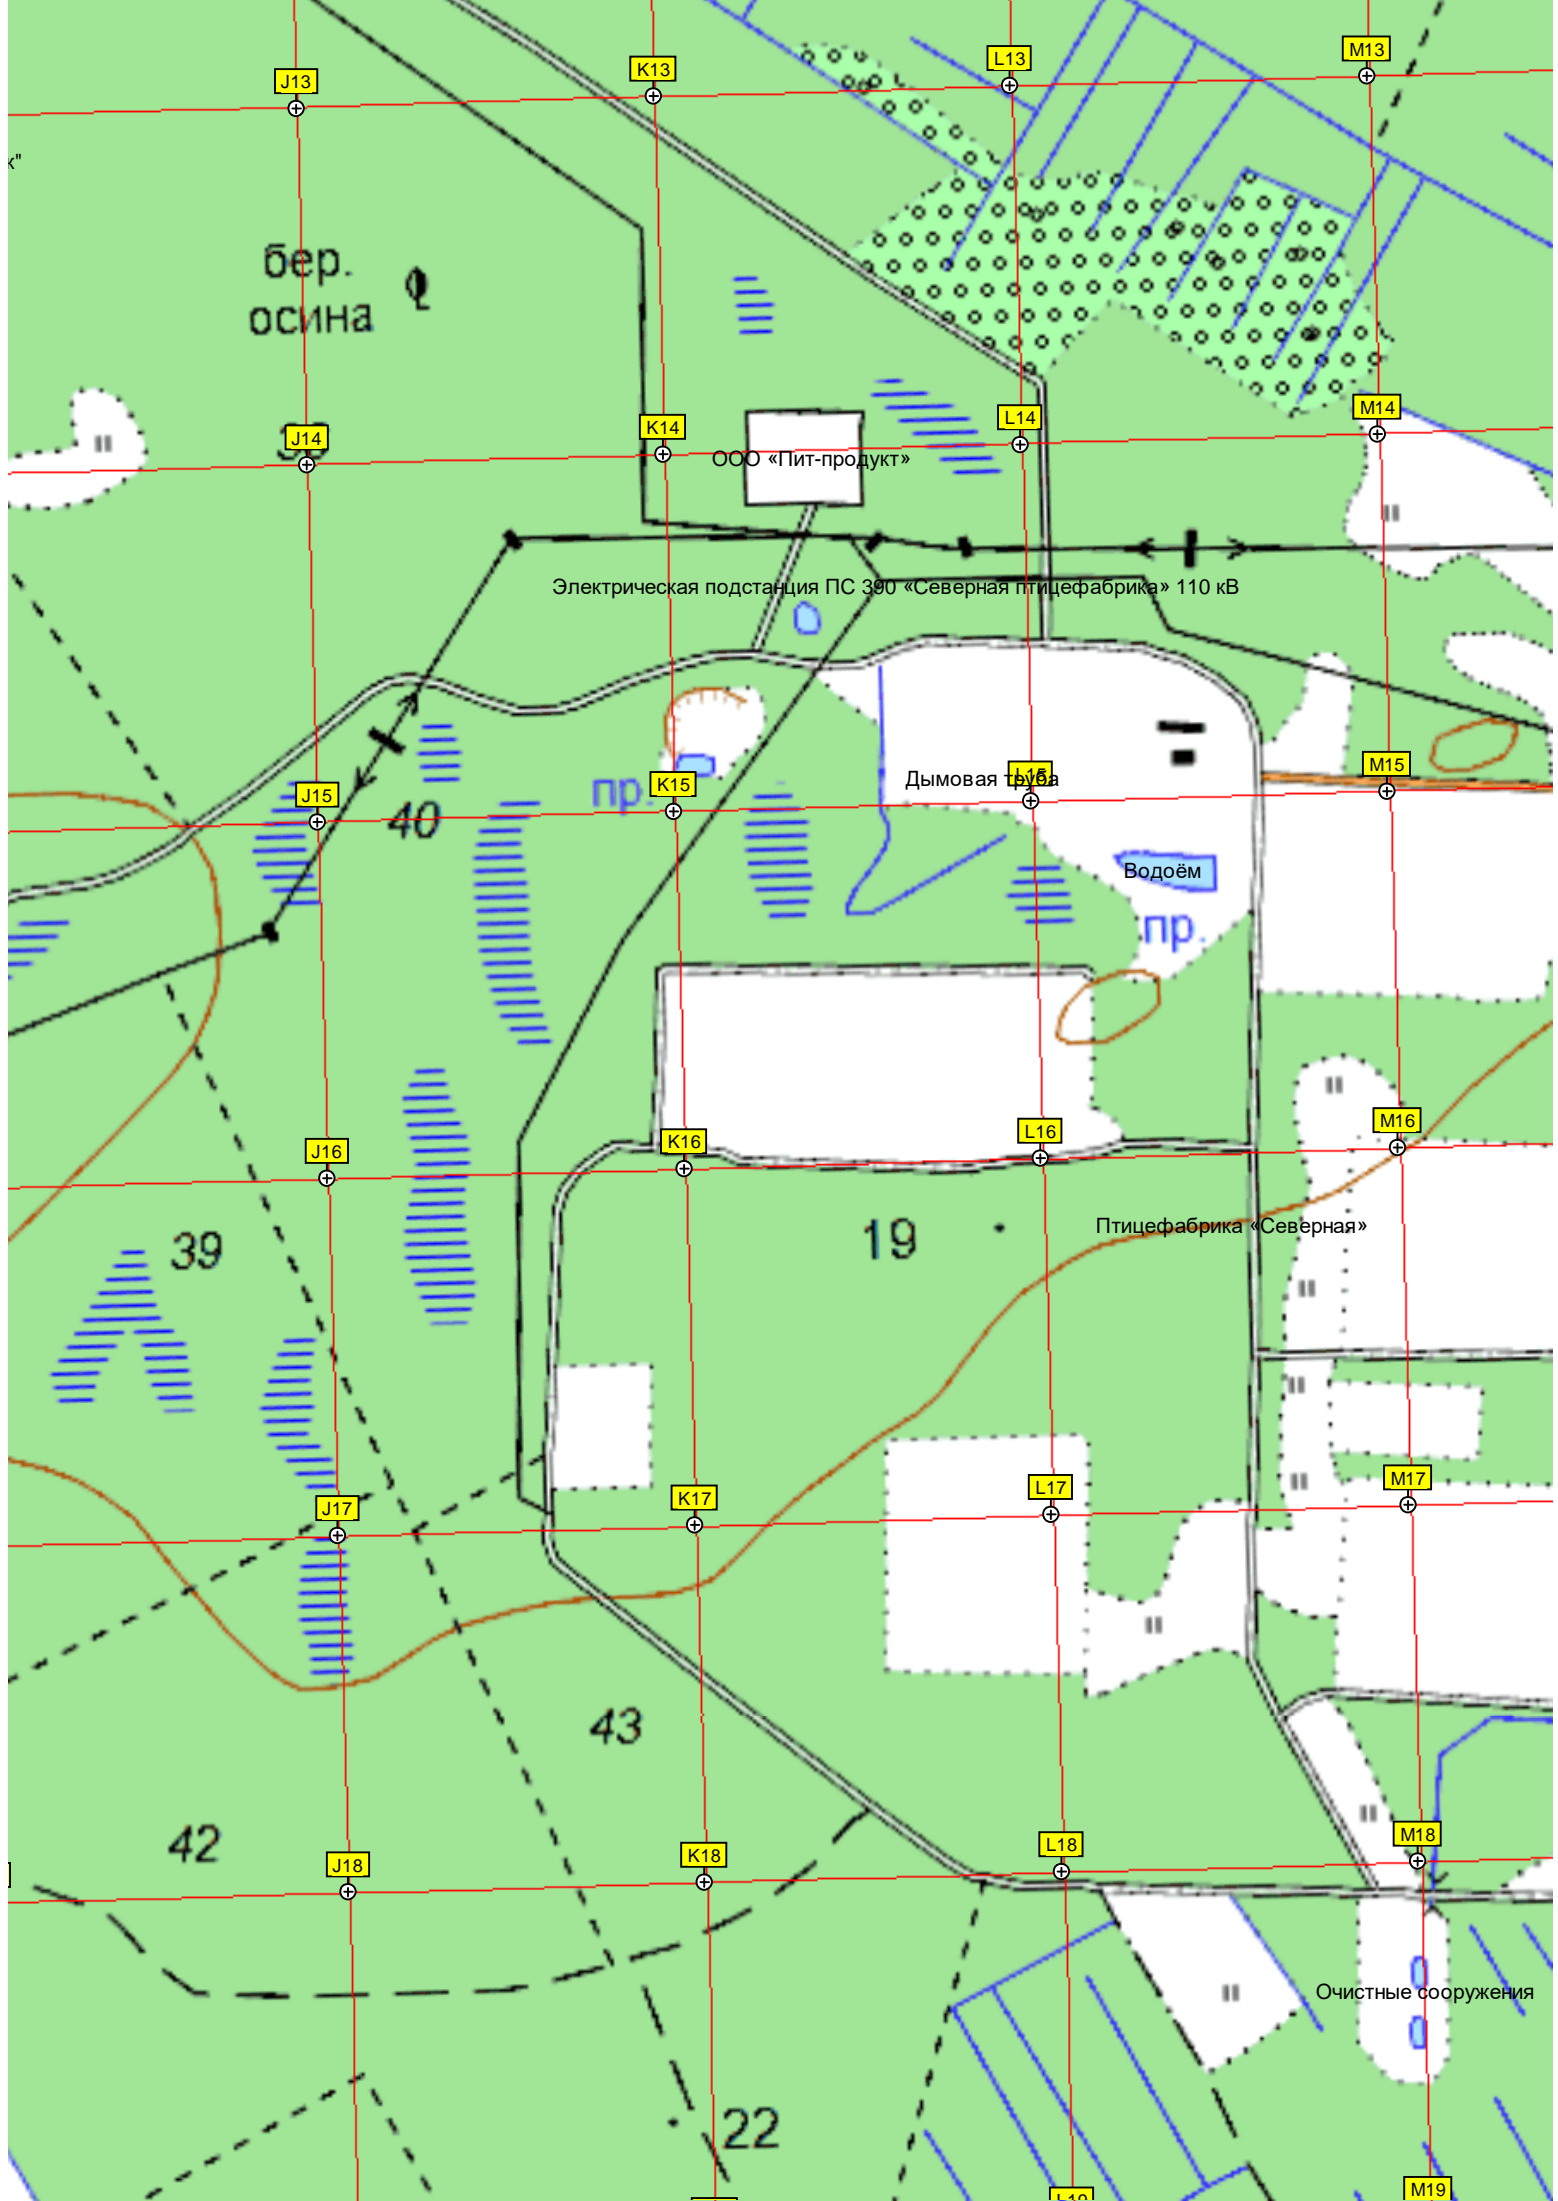 J13
K13
L13
M13
к"
бер.
осина
J14
K14
L14
M14
ООО «Пит-продукт»
Электрическая подстанция ПС 390 «Северная птицефабрика» 110 кВ
J15
K15
L15
M15
пр.
40
Дымовая труба
Водоём
пр.
J16
K16
L16
M16
39
19
Птицефабрика «Северная»
J17
K17
L17
M17
43
42
J18
K18
L18
M18
Очистные сооружения
22
L19
M19